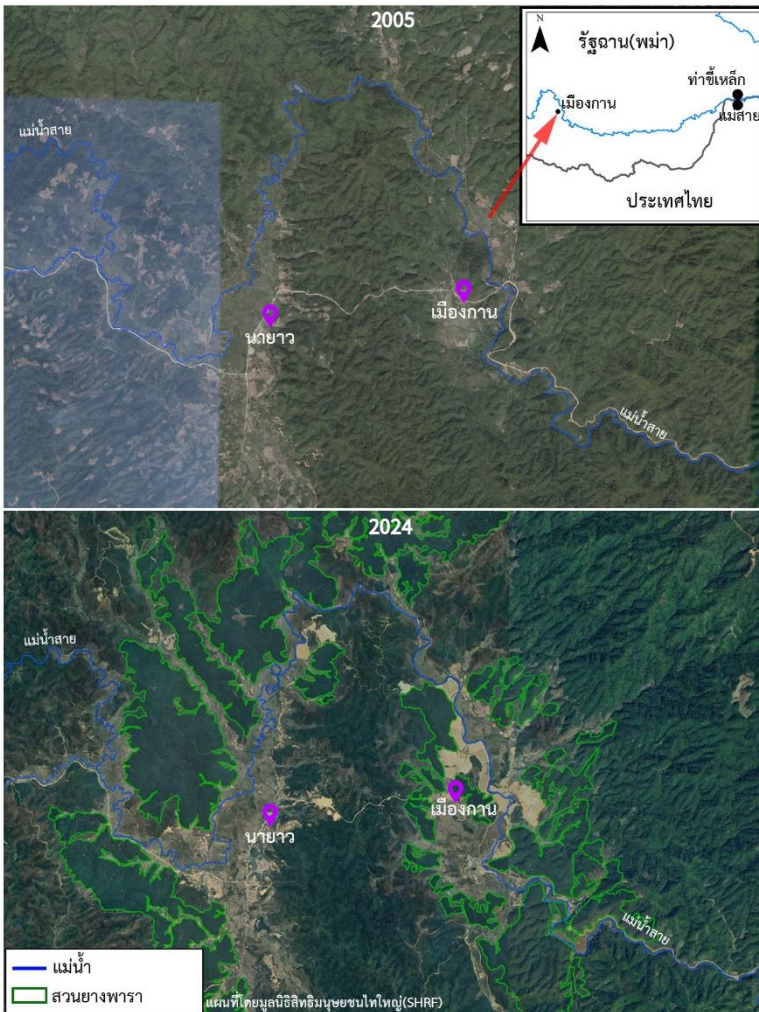 2005
N
รัฐฉาน(พม่า)
ท่าขี้เหล็ก
เมืองกาน
แม่สาย
ประเทศไทย
แม่น้ำสาย
เมืองกาน
นายาว
แม่น้ำสาย
2024
แม่น้ำสาย
เมืองกาน
นายาว
แม่น้ำสาย
แม่น้ำ
สวนยางพารา
แผนที่โดยมูลนิธิสิทธิมนุษยชนไทใหญ่(SHRF)